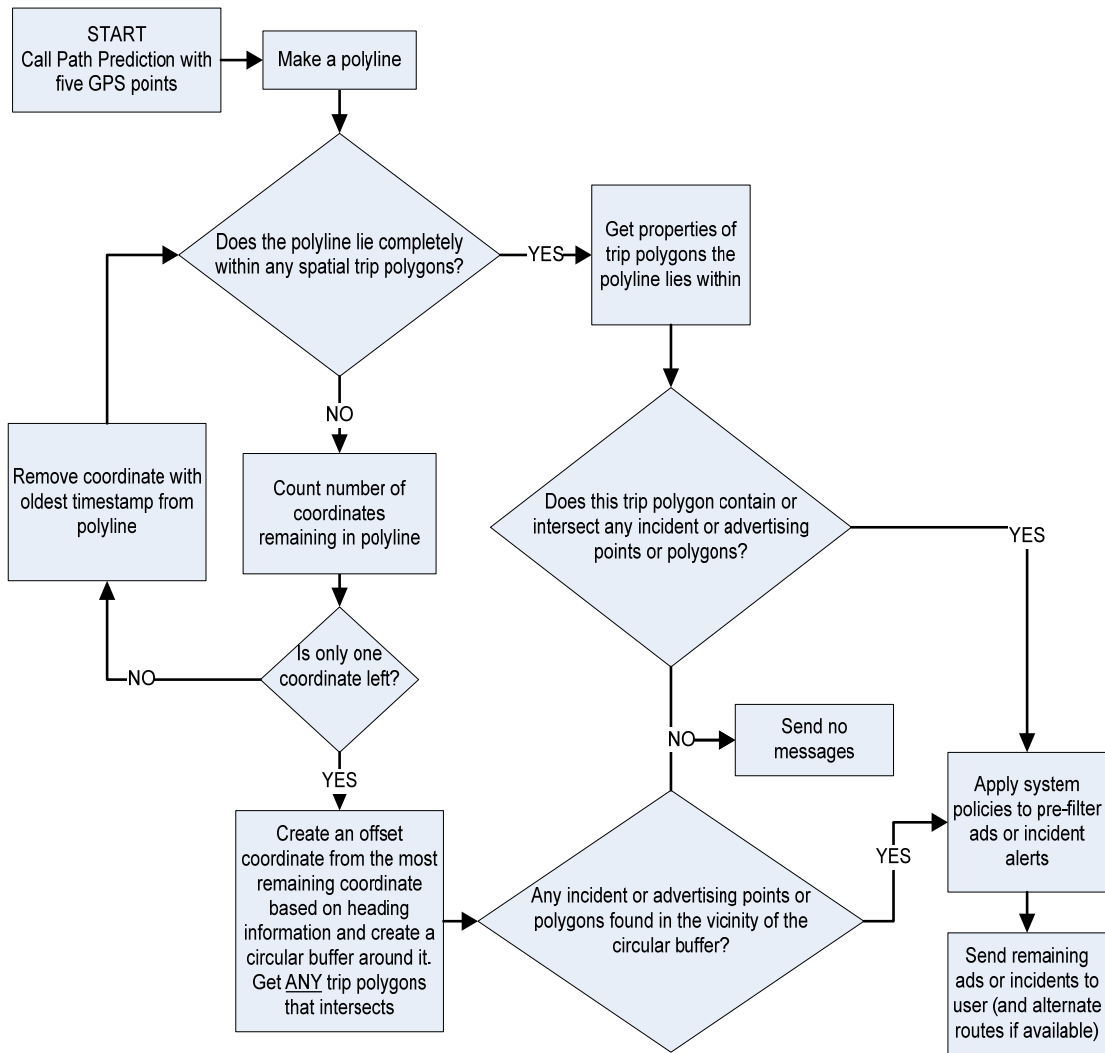 START
Call Path Prediction with
five GPS points
Make a polyline
Does the polyline lie completely
within any spatial trip polygons?
YES
Get properties of
trip polygons the
polyline lies within
NO
Remove coordinate with
oldest timestamp from
polyline
Count number of
coordinates
remaining in polyline
Does this trip polygon contain or
intersect any incident or advertising
points or polygons?
YES
Is only one
coordinate left?
NO
NO
Send no
messages
YES
Create an offset
coordinate from the most
remaining coordinate
based on heading
information and create a
circular buffer around it.
Get ANY trip polygons
that intersects
Any incident or advertising points or
polygons found in the vicinity of the
circular buffer?
YES
Apply system
policies to pre-filter
ads or incident
alerts
Send remaining
ads or incidents to
user (and alternate
routes if available)